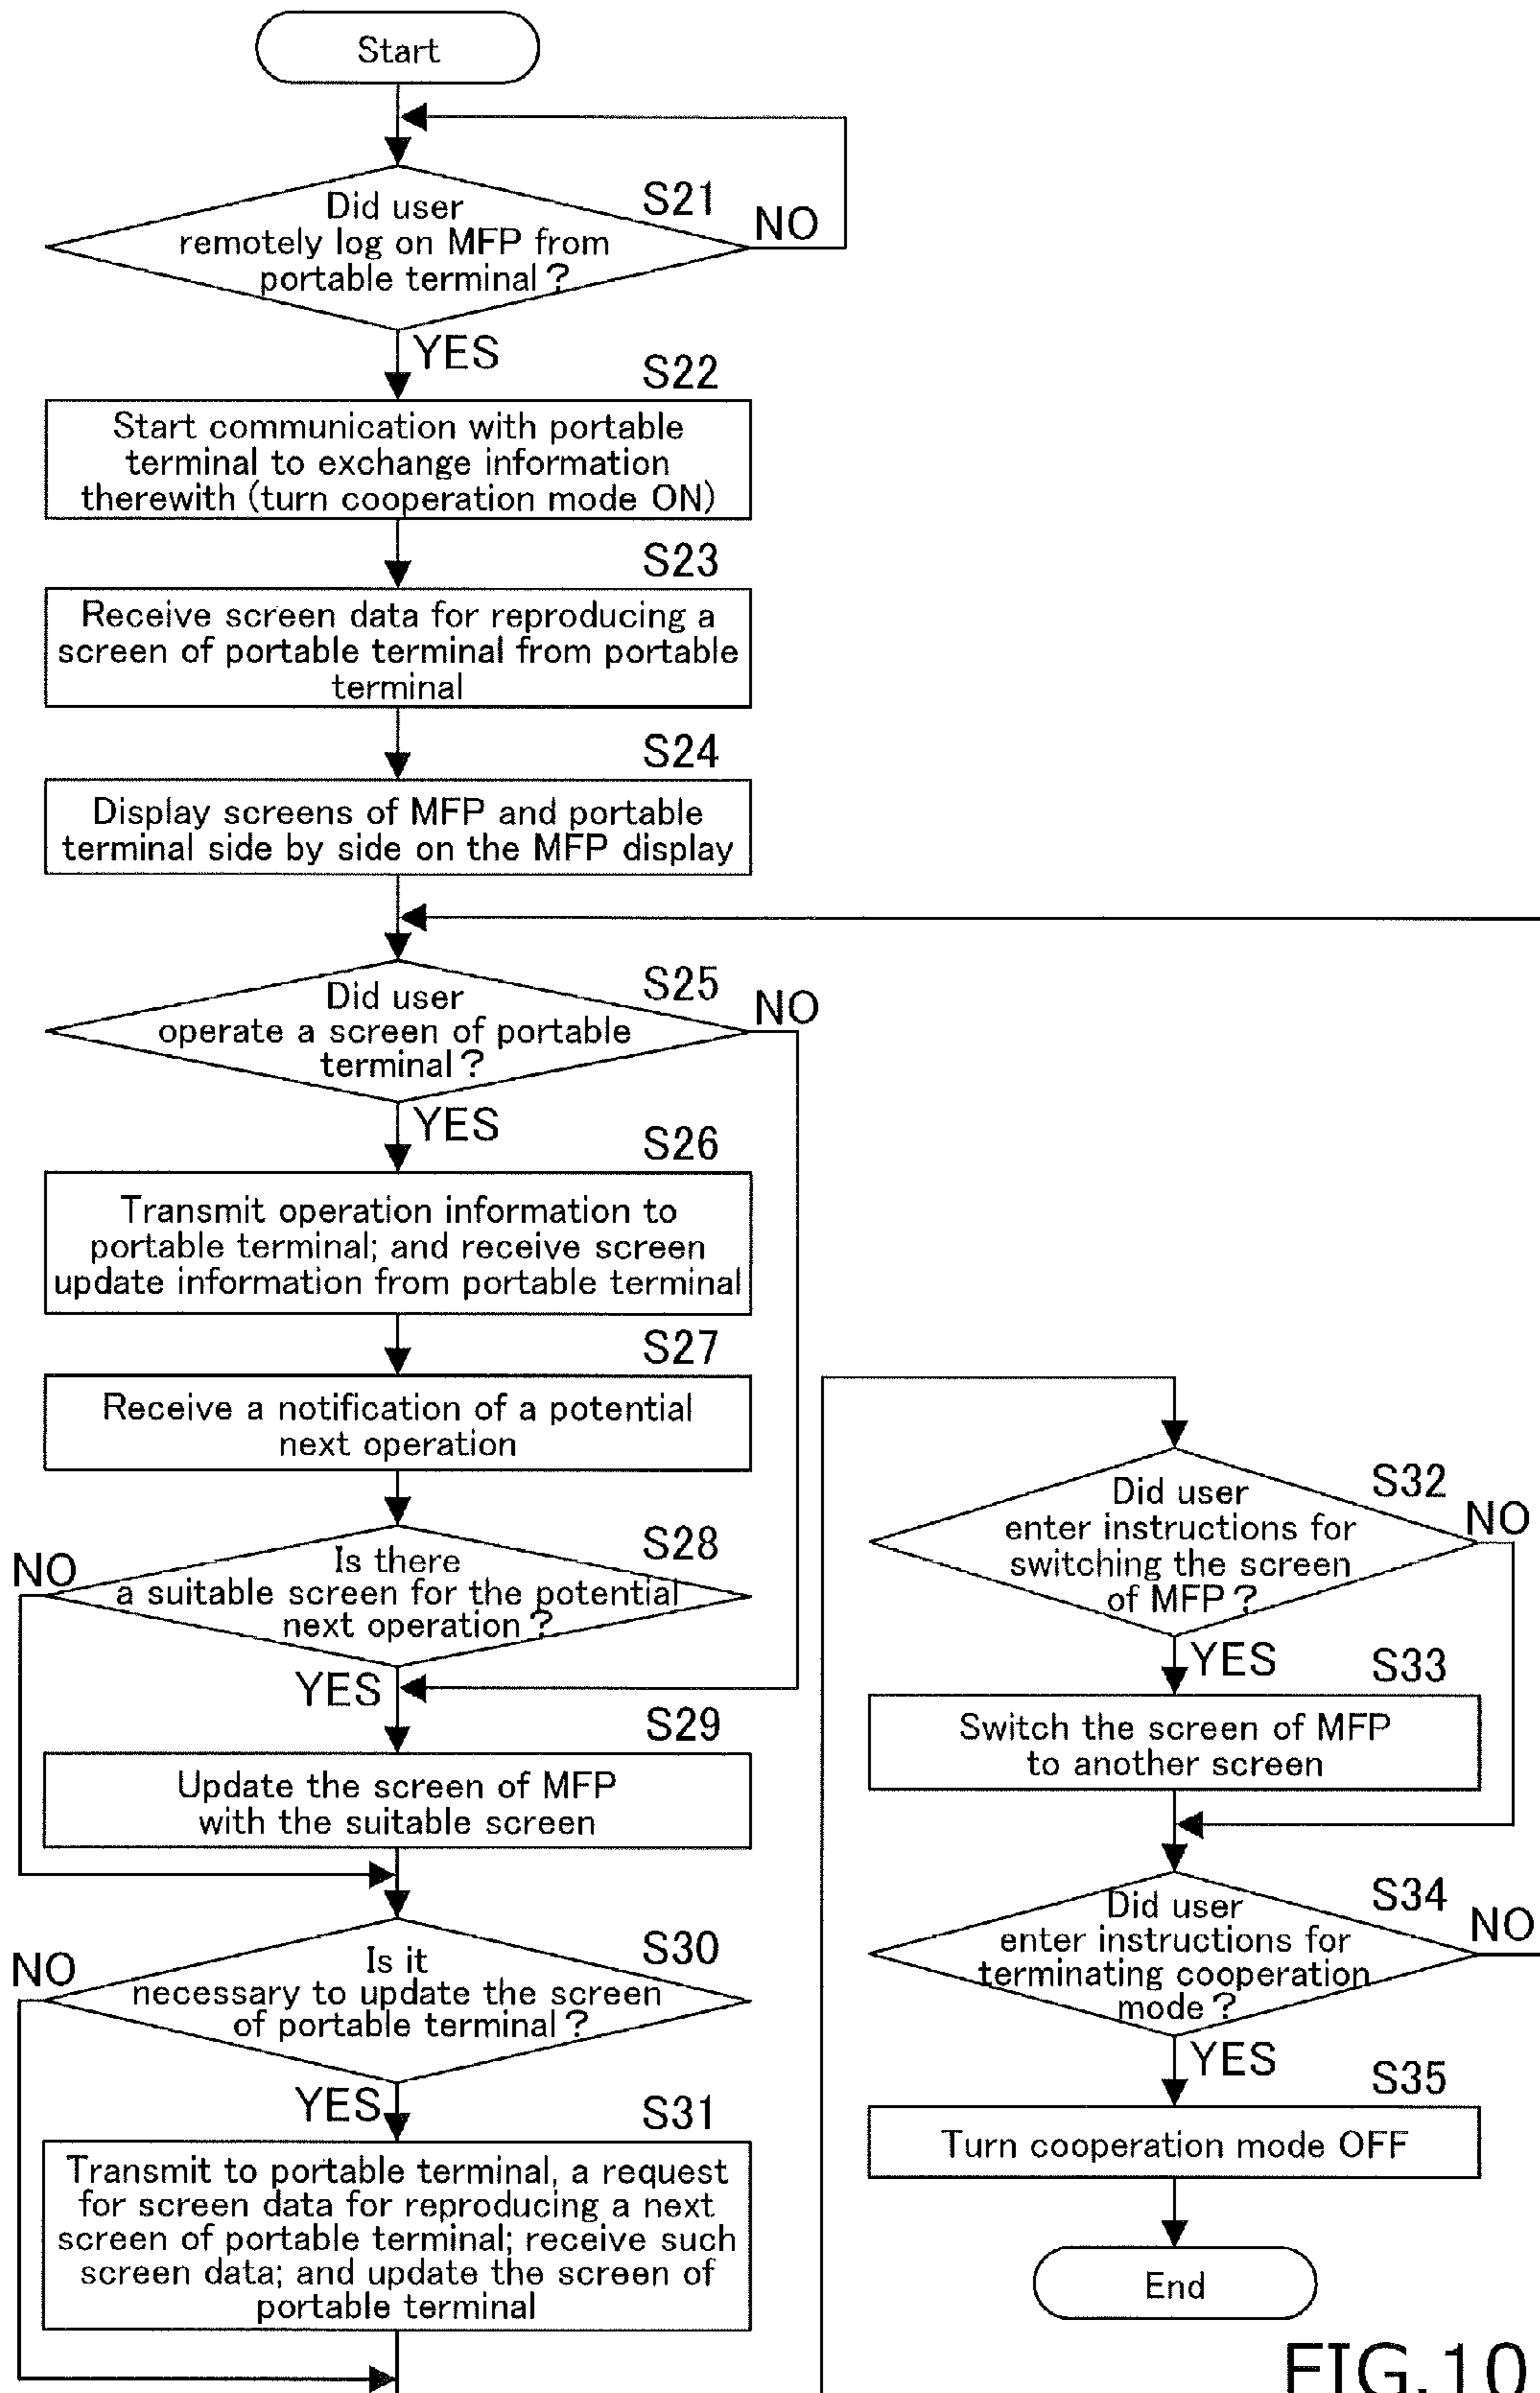 Start
S21
Did user
remotely log on MFP from
portable terminal?
NO
YES
S22
Start communication with portable
terminal to exchange information
therewith (turn cooperation mode ON)
S23
Receive screen data for reproducing a
screen of portable terminal from portable
terminal
S24
Display screens of MFP and portable
terminal side by side on the MFP display
S25
Did user
operate a screen of portable
terminal?
NO
YES
S26
Transmit operation information to
portable terminal; and receive screen
update information from portable terminal
S27
Receive a notification of a potential
next operation
S28
Is there
a suitable screen for the potential
next operation?
NO
YES
S29
Update the screen of MFP
with the suitable screen
S30
Is it
necessary to update the screen
of portable terminal?
NO
YES
S31
Transmit to portable terminal, a request
for screen data for reproducing a next
screen of portable terminal; receive such
screen data; and update the screen of
portable terminal
S32
Did user
enter instructions for
switching the screen
of MFP?
NO
YES
S33
Switch the screen of MFP
to another screen
S34
Did user
enter instructions for
terminating cooperation
mode?
NO
YES
S35
Turn cooperation mode OFF
End
FIG.10